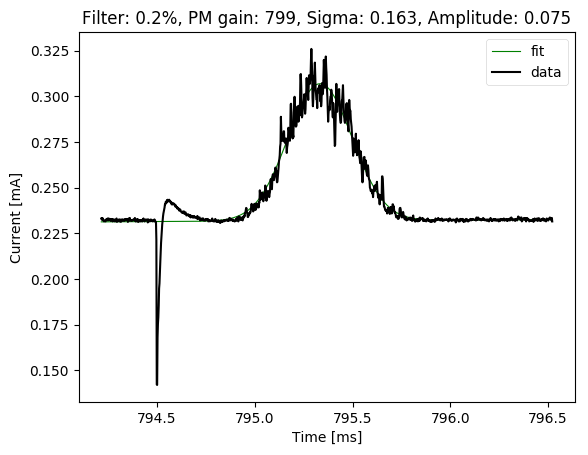 Filter: 0.2%, PM gain: 799, Sigma: 0.163, Amplitude: 0.075
fit
data
Current [mA]
0.325
0.300
0.275
0.250
0.225
0.200
0.175
0.150
794.5
795.0
795.5
796.0
796.5
Time [ms]